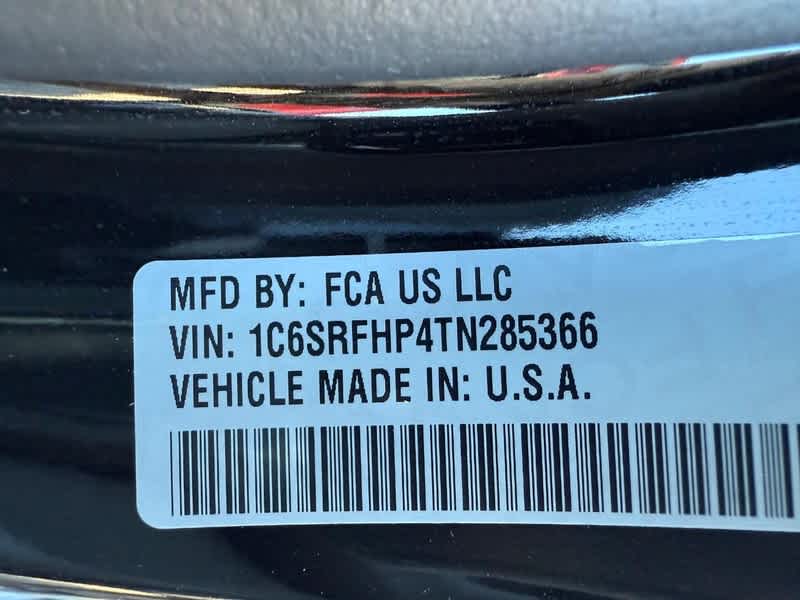 MFD BY: FCA US LLC
VIN: 1C6SRFHP4TN285366
VEHICLE MADE IN: U.S.A.